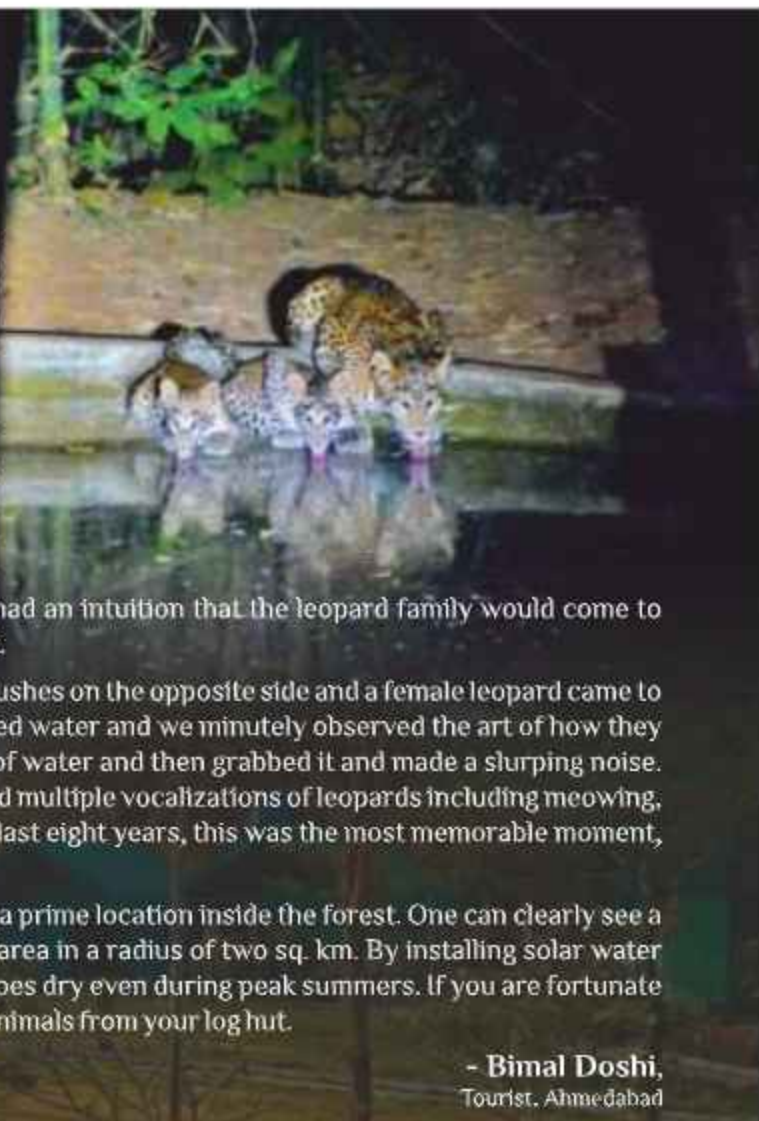 had an intuition that the leopard family would come to
.
ushes on the opposite side and a female leopard came to
ed water and we minutely observed the art of how they
of water and then grabbed it and made a slurping noise.
d multiple vocalizations of leopards including meowing,
last eight years, this was the most memorable moment,
a prime location inside the forest. One can clearly see a
area in a radius of two sq. km. By installing solar water
oes dry even during peak summers. If you are fortunate
nimals from your log hut.
- Bimal Doshi,
Tourist. Ahmedabad